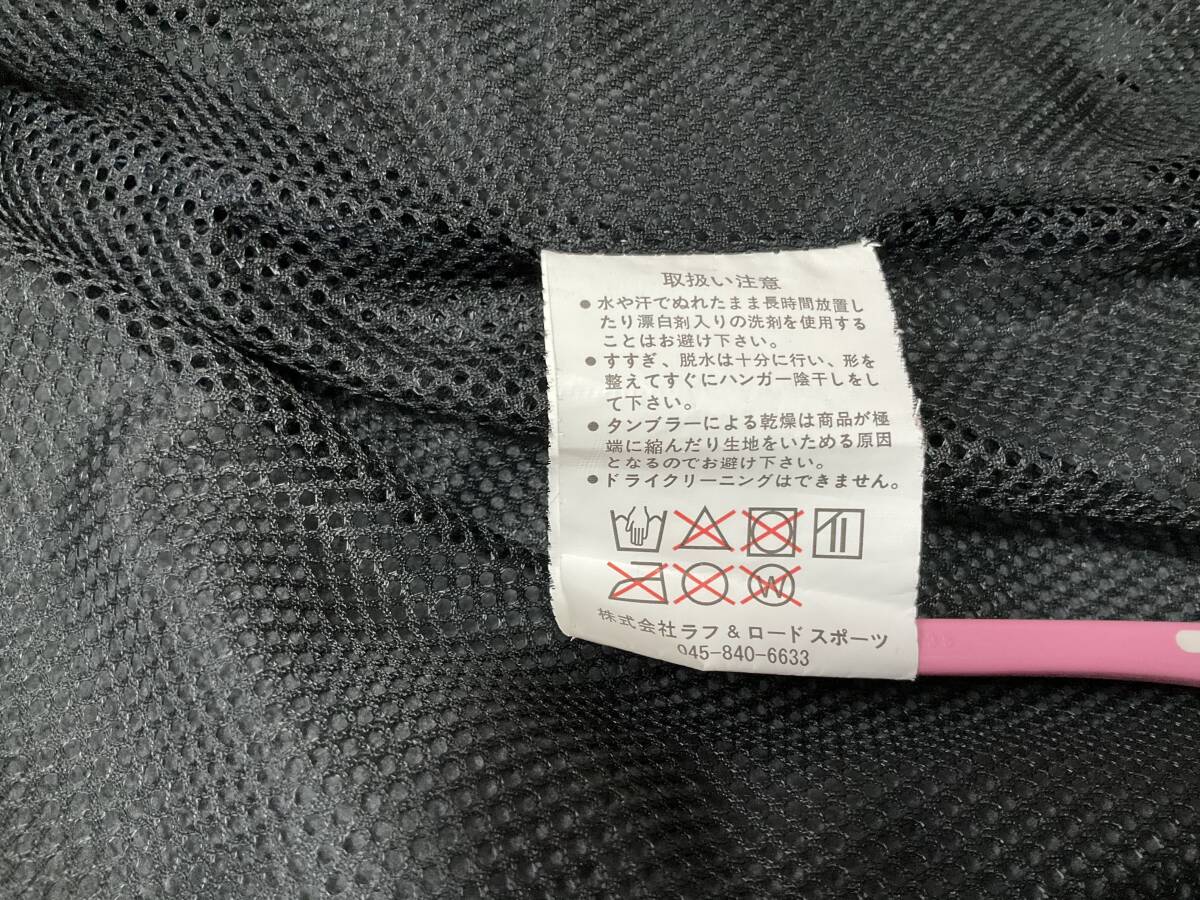 取扱い注意
●水や汗でぬれたまま長時間放置し
たり漂白剤入りの洗剤を使用する
ことはお避け下さい。
●すすぎ、脱水は十分に行い、形を
整えてすぐにハンガー陰干しをし
て下さい。
●タンブラーによる乾燥は商品が極
端に縮んだり生地をいためる原因
となるのでお避け下さい。
●ドライクリーニングはできません。
W
株式会社ラフ&ロードスポーツ
045-840-6633